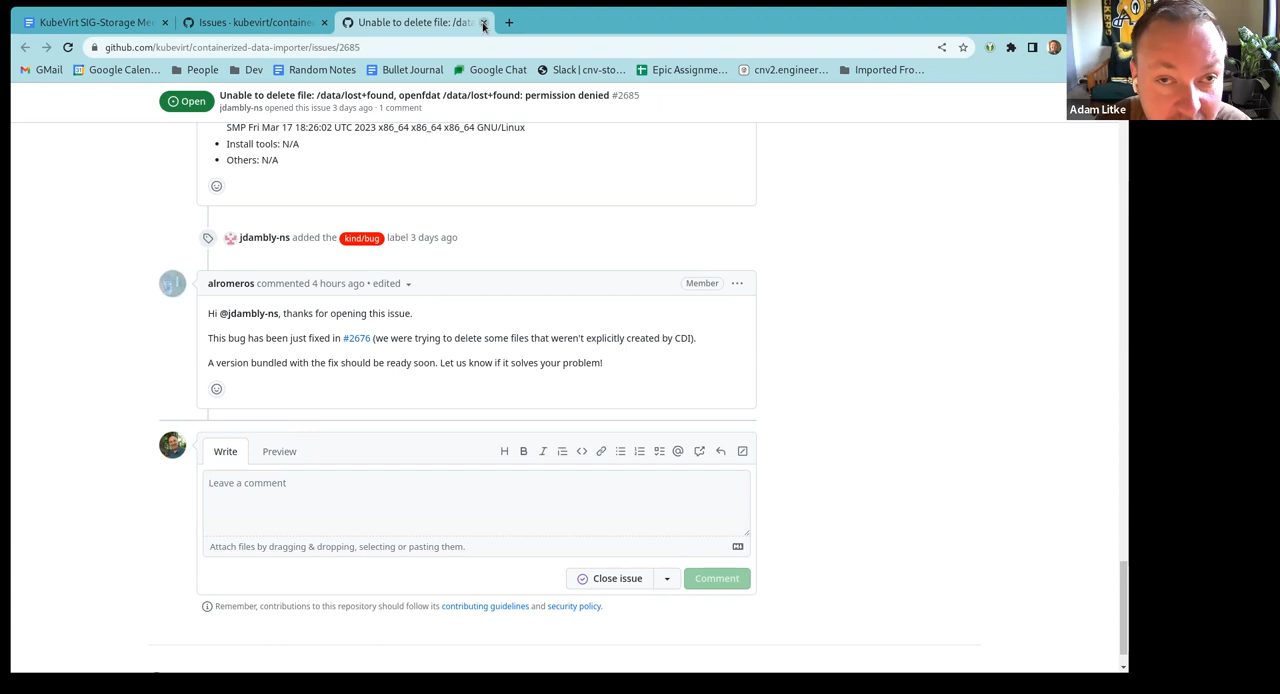 KubeVirt SIG-Storage Me
Issues · kubevirt/containe
Unable to delete file: /data
github.com/kubevirt/containerized-data-importer/issues/2685
GMail
Google Calen...
People
Dev
Random Notes
Bullet Journal
Google Chat
Slack | cnv-sto...
Epic Assignme...
cnv2.engineer...
Imported Fro...
Adam Litke
Open
Unable to delete file: /data/lost+found, openfdat /data/lost+found: permission denied #2685
jdambly-ns opened this issue 3 days ago · 1 comment
SMP Fri Mar 17 18:26:02 UTC 2023 x86_64 x86_64 x86_64 GNU/Linux
• Install tools: N/A
• Others: N/A
jdambly-ns added the kind/bug label 3 days ago
alromeros commented 4 hours ago • edited
Member
Hi @jdambly-ns, thanks for opening this issue.
This bug has been just fixed in #2676 (we were trying to delete some files that weren't explicitly created by CDI).
A version bundled with the fix should be ready soon. Let us know if it solves your problem!
Write
Preview
Leave a comment
Attach files by dragging & dropping, selecting or pasting them.
Close issue
Comment
Remember, contributions to this repository should follow its contributing guidelines and security policy.